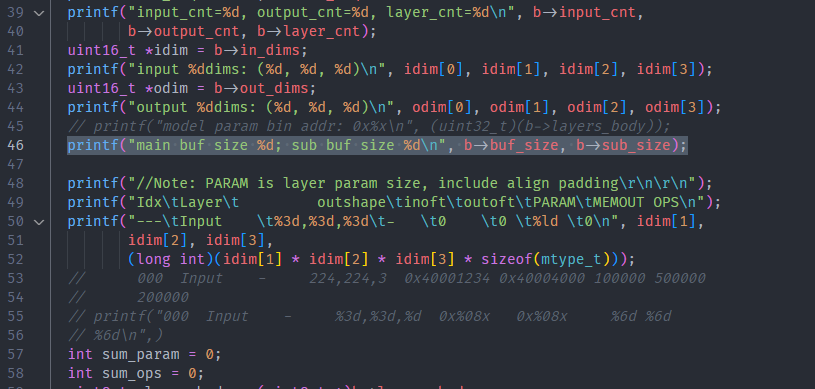 39 printf("input_cnt=%d, output_cnt=%d, layer_cnt=%d\n", b->input_cnt,
40 b->output_cnt, b->layer_cnt);
41 uint16_t *idim = b->in_dims;
42 printf("input %ddims: (%d, %d, %d)\n", idim[0], idim[1], idim[2], idim[3]);
43 uint16_t *odim = b->out_dims;
44 printf("output %ddims: (%d, %d, %d)\n", odim[0], odim[1], odim[2], odim[3]);
45 // printf("model param bin addr: 0x%x\n", (uint32_t)(b->layers_body));
46 printf("main buf size %d; sub buf size %d\n", b->buf_size, b->sub_size);
47
48 printf("//Note: PARAM is layer param size, include align padding\r\n\r\n");
49 printf("Idx\tLayer\t         outshape\tinoft\toutoft\tPARAM\tMEMOUT OPS\n");
50 printf("---\tInput    \t%3d,%3d,%3d\t-   \t0    \t0 \t%ld \t0\n", idim[1],
51 idim[2], idim[3],
52 (long int)(idim[1] * idim[2] * idim[3] * sizeof(mtype_t)));
53 //      000  Input    -    224,224,3  0x40001234 0x40004000 100000 500000
54 //      200000
55 // printf("000  Input    -     %3d,%3d,%d  0x%08x   0x%08x     %6d %6d
56 // %6d\n",)
57 int sum_param = 0;
58 int sum_ops = 0;